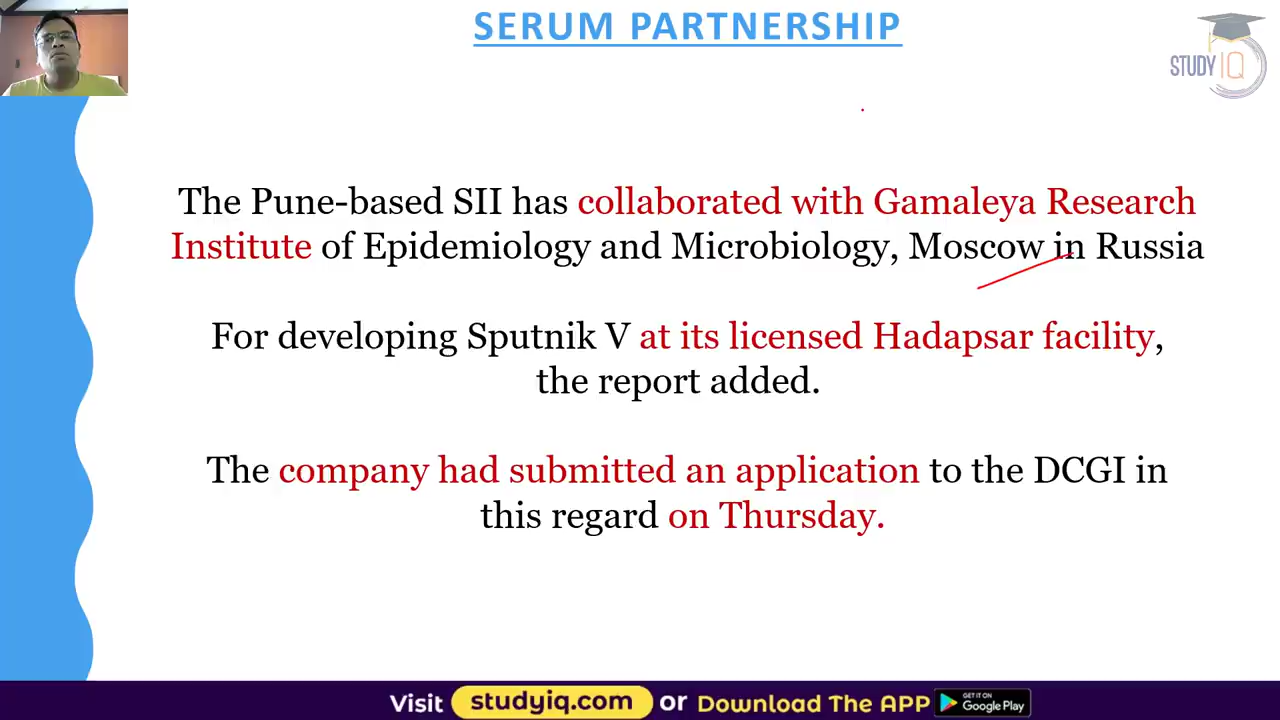 SERUM PARTNERSHIP
STUDY IQ
The Pune-based SII has collaborated with Gamaleya Research
Institute of Epidemiology and Microbiology, Moscow in Russia
For developing Sputnik V at its licensed Hadapsar facility,
the report added.
The company had submitted an application to the DCGI in
this regard on Thursday.
Visit studyiq.com or Download The APP GET IT ON Google Play